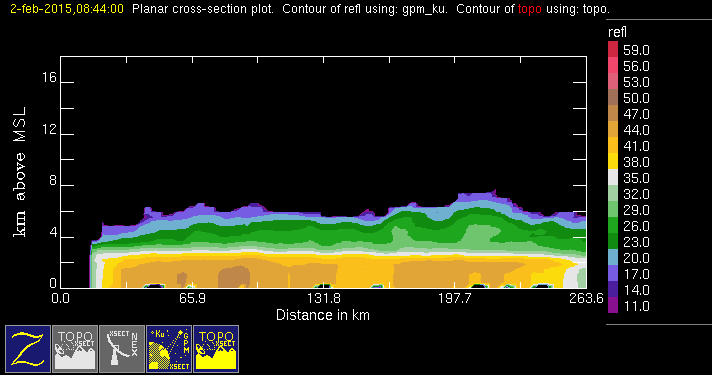 2-feb-2015,08:44:00 Planar cross-section plot. Contour of refl using: gpm_ku. Contour of topo using: topo.
refl
59.0
56.0
53.0
50.0
47.0
44.0
41.0
38.0
35.0
32.0
29.0
26.0
23.0
20.0
17.0
14.0
11.0
km above MSL
16
12
8
4
0
0.0 65.9 131.8 197.7 263.6
Distance in km
Z
TOPO XSECT
XSECT NEXR
Ku GPM XSECT
TOPO XSECT